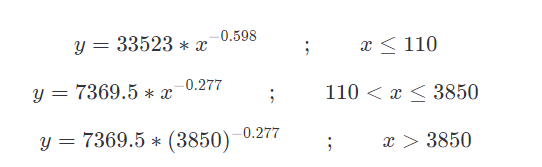 y = 33523 * x^{-0.598} ; x ≤ 110
y = 7369.5 * x^{-0.277} ; 110 < x ≤ 3850
y = 7369.5 * (3850)^{-0.277} ; x > 3850